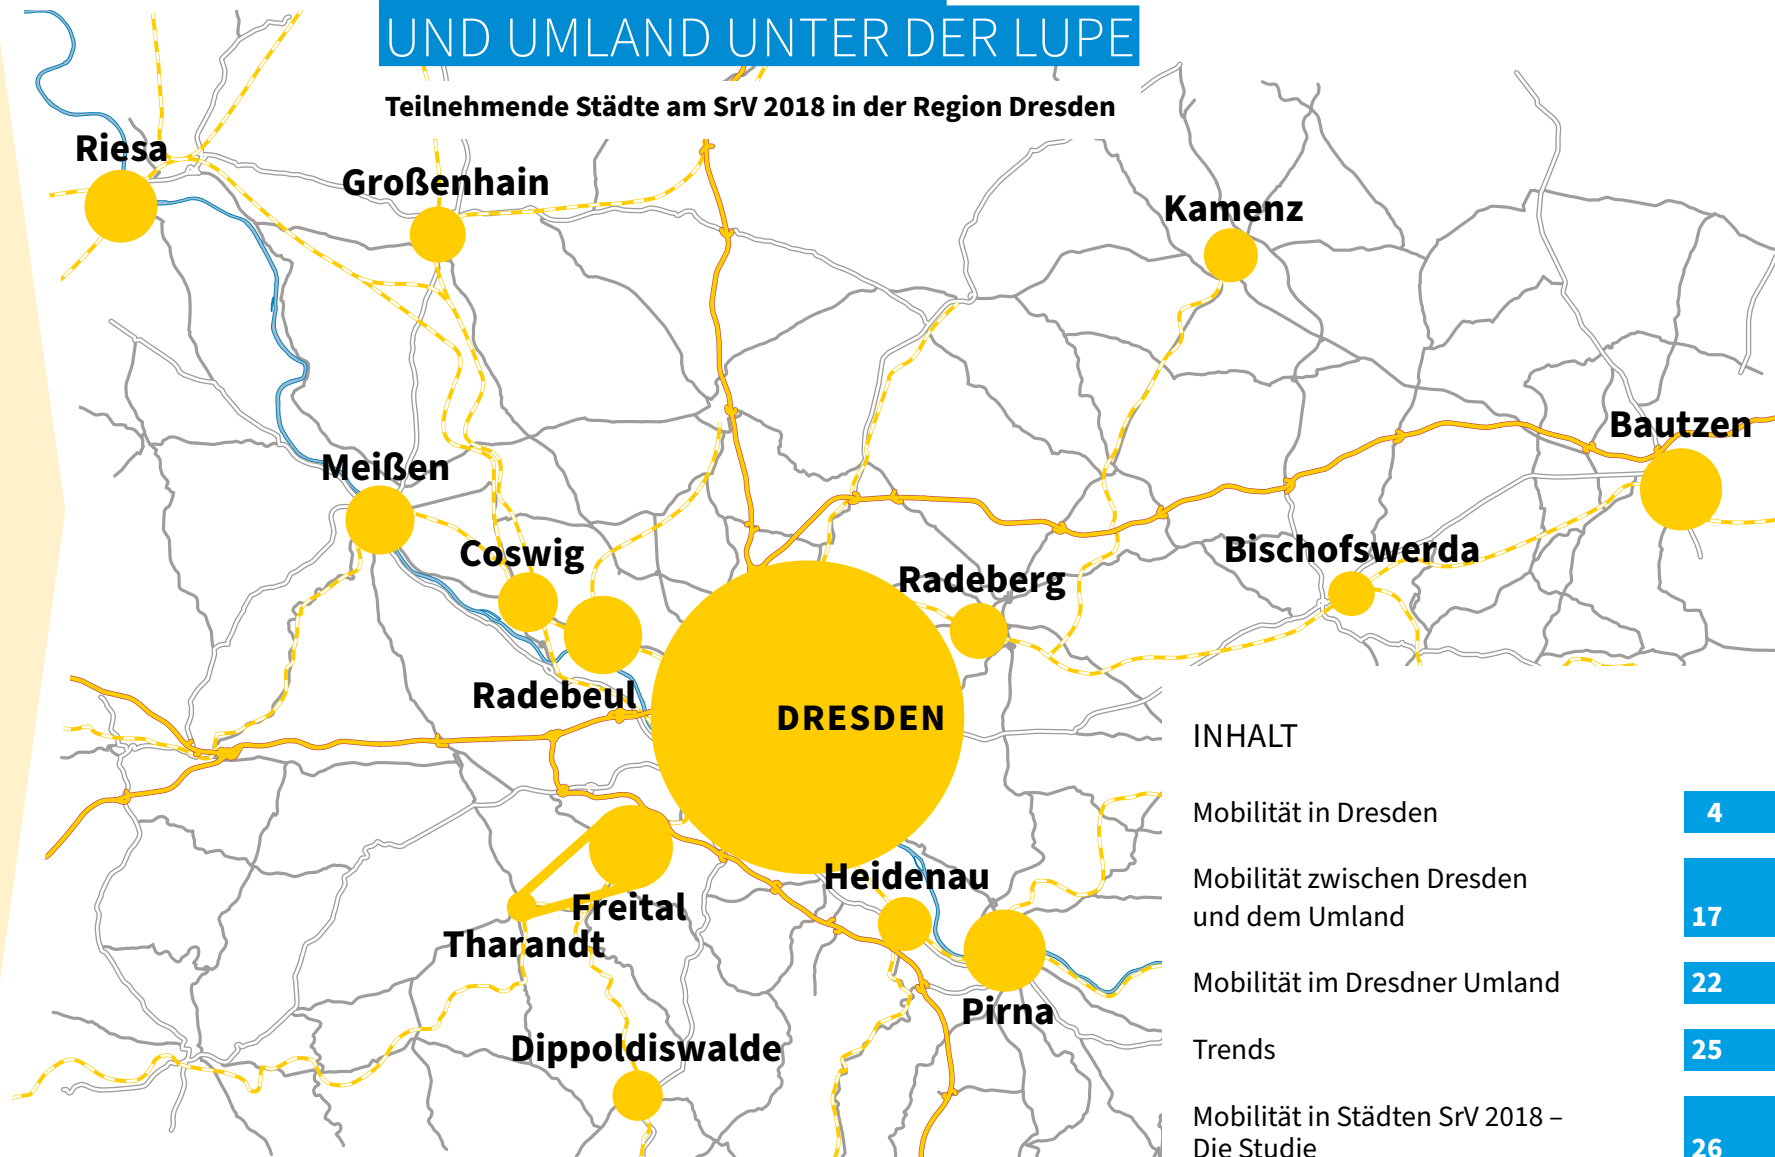 UND UMLAND UNTER DER LUPE
Teilnehmende Städte am SrV 2018 in der Region Dresden
Riesa
Großenhain
Kamenz
Bautzen
Meißen
Coswig
Radeberg
Bischofswerda
Radebeul
DRESDEN
Heidenau
Freital
Tharandt
Pirna
Dippoldiswalde
INHALT
Mobilität in Dresden 4
Mobilität zwischen Dresden
und dem Umland 17
Mobilität im Dresdner Umland 22
Trends 25
Mobilität in Städten SrV 2018 –
Die Studie 26